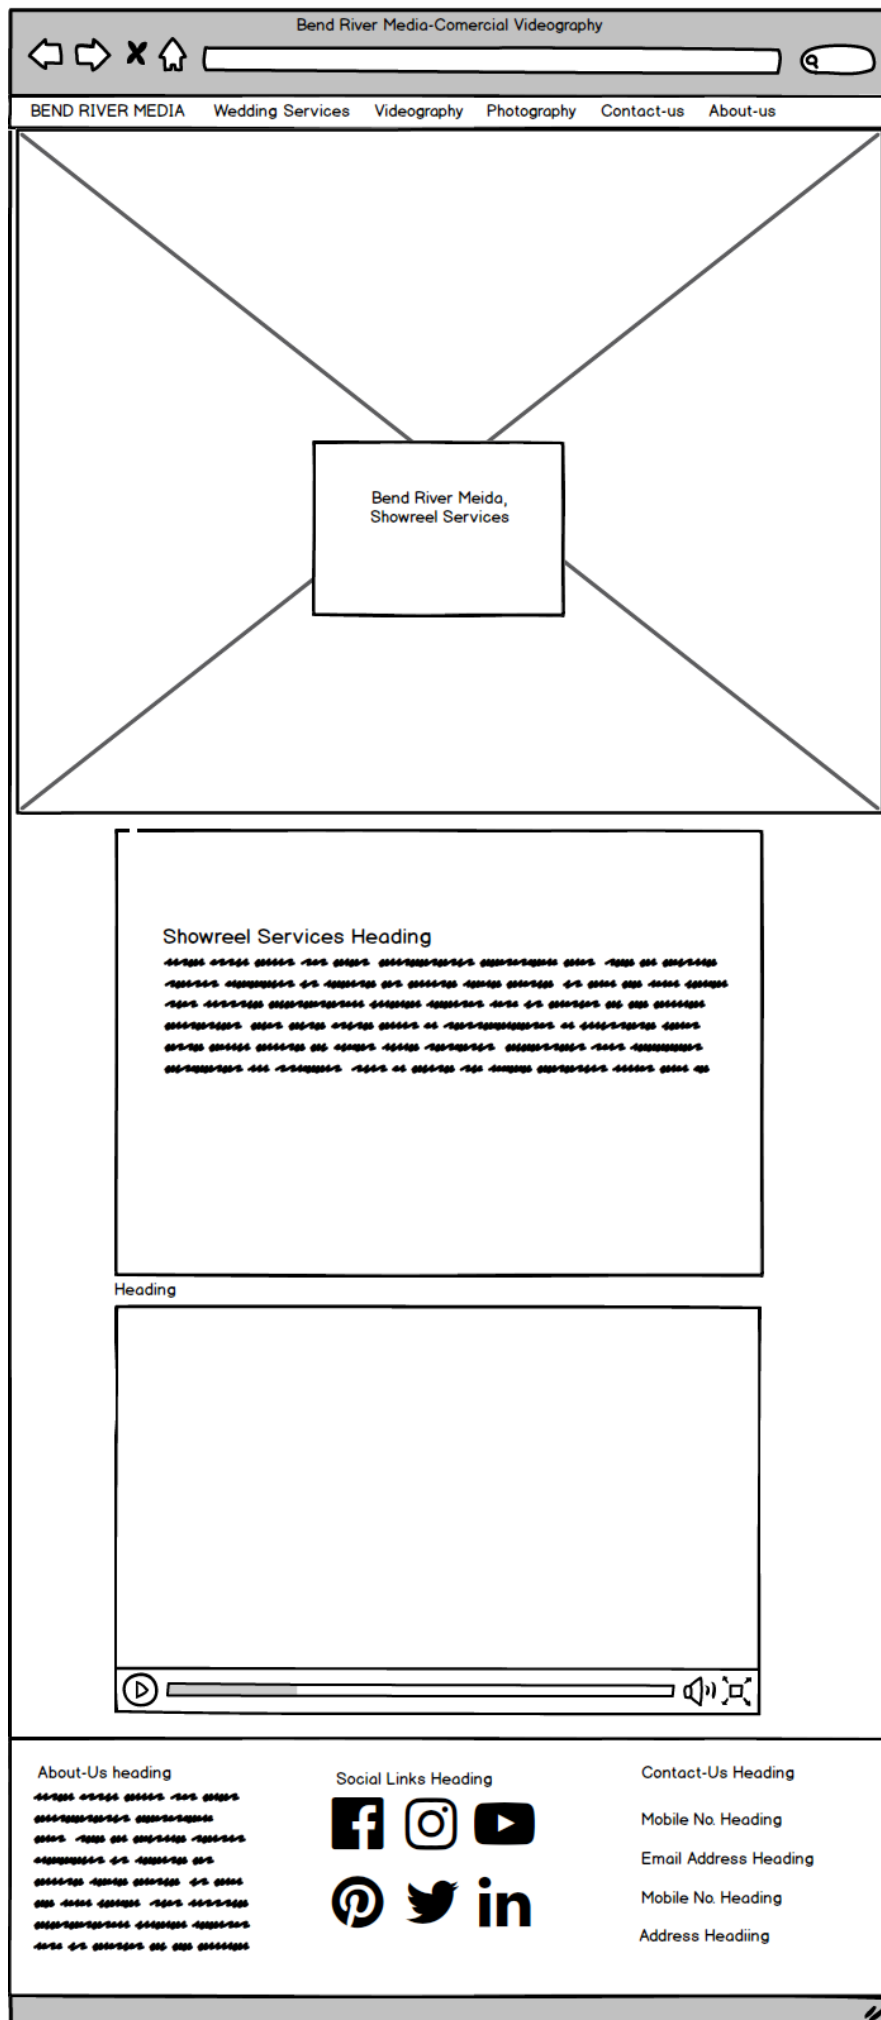 Bend River Media-Comercial Videography
BEND RIVER MEDIA Wedding Services Videography Photography Contact-us About-us
Bend River Meida,
Showreel Services
Showreel Services Heading
Heading
About-Us heading
Social Links Heading
Contact-Us Heading
Mobile No. Heading
Email Address Heading
Mobile No. Heading
Address Headiing